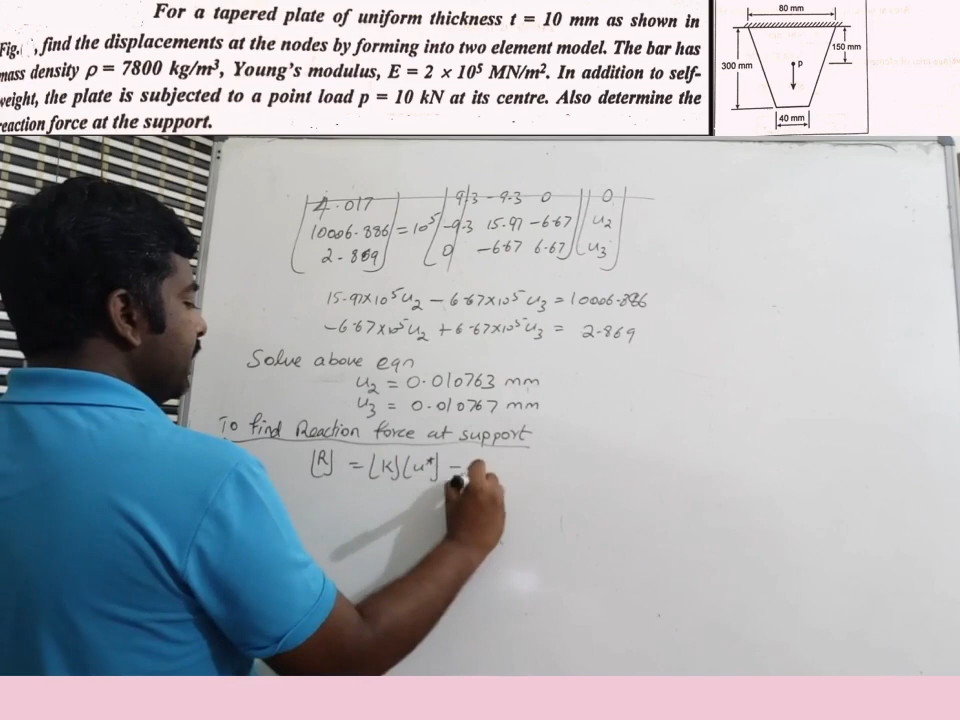 For a tapered plate of uniform thickness t = 10 mm as shown in
Fig. , find the displacements at the nodes by forming into two element model. The bar has
mass density ρ = 7800 kg/m³, Young's modulus, E = 2 × 10⁵ MN/m². In addition to self-
weight, the plate is subjected to a point load p = 10 kN at its centre. Also determine the
reaction force at the support.
80 mm
150 mm
300 mm
P
40 mm
4.017 9.3 -9.3 0 0
10006.886 = 10⁵ -9.3 15.97 -6.67 u₂
2.869 0 -6.67 6.67 u₃
15.97×10⁵u₂ - 6.67×10⁵u₃ = 10006.886
-6.67×10⁵u₂ + 6.67×10⁵u₃ = 2.869
Solve above eqn
u₂ = 0.010763 mm
u₃ = 0.010767 mm
To find Reaction force at support
[R] = [K][u*] -